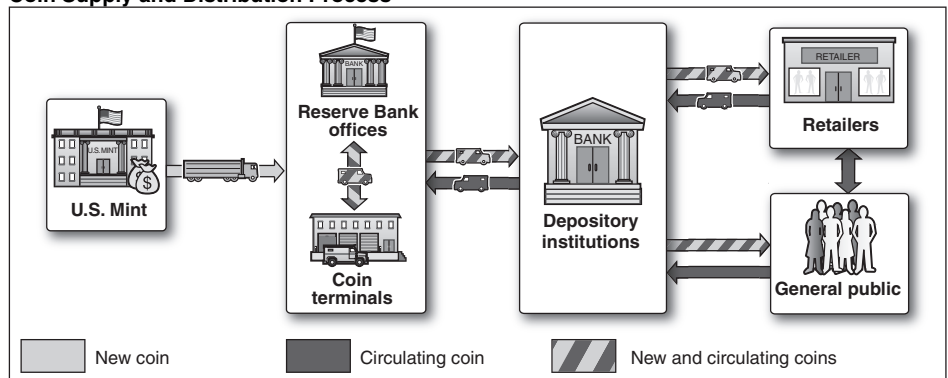 Coin Supply and Distribution Process
U.S. MINT
$
U.S. Mint
BANK
Reserve Bank
offices
Coin
terminals
BANK
Depository
institutions
RETAILER
Retailers
General public
New coin
Circulating coin
New and circulating coins